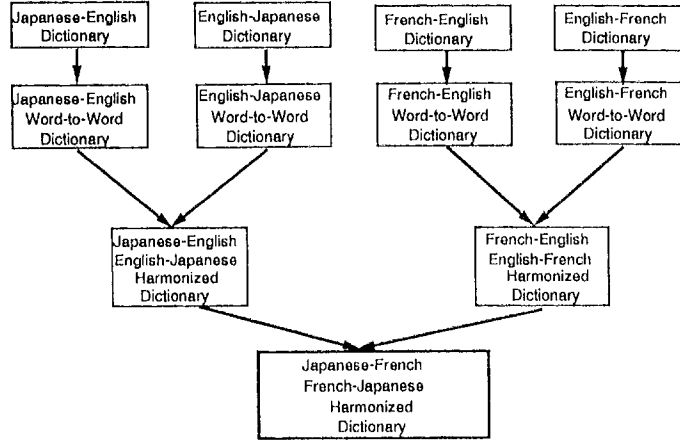 Japanese-English
Dictionary
English-Japanese
Dictionary
French-English
Dictionary
English-French
Dictionary
Japanese-English
Word-to-Word
Dictionary
English-Japanese
Word-to-Word
Dictionary
French-English
Word-to-Word
Dictionary
English-French
Word-to-Word
Dictionary
Japanese-English
English-Japanese
Harmonized
Dictionary
French-English
English-French
Harmonized
Dictionary
Japanese-French
French-Japanese
Harmonized
Dictionary